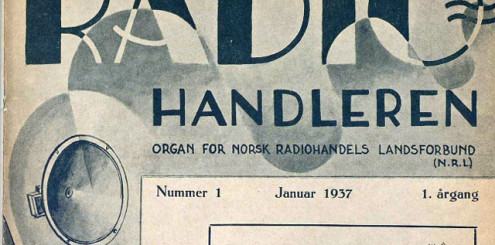 RADIO
HANDLEREN
ORGAN FOR NORSK RADIOHANDELS LANDSFORBUND
(N.R.L)
Nummer 1 Januar 1937 1. årgang